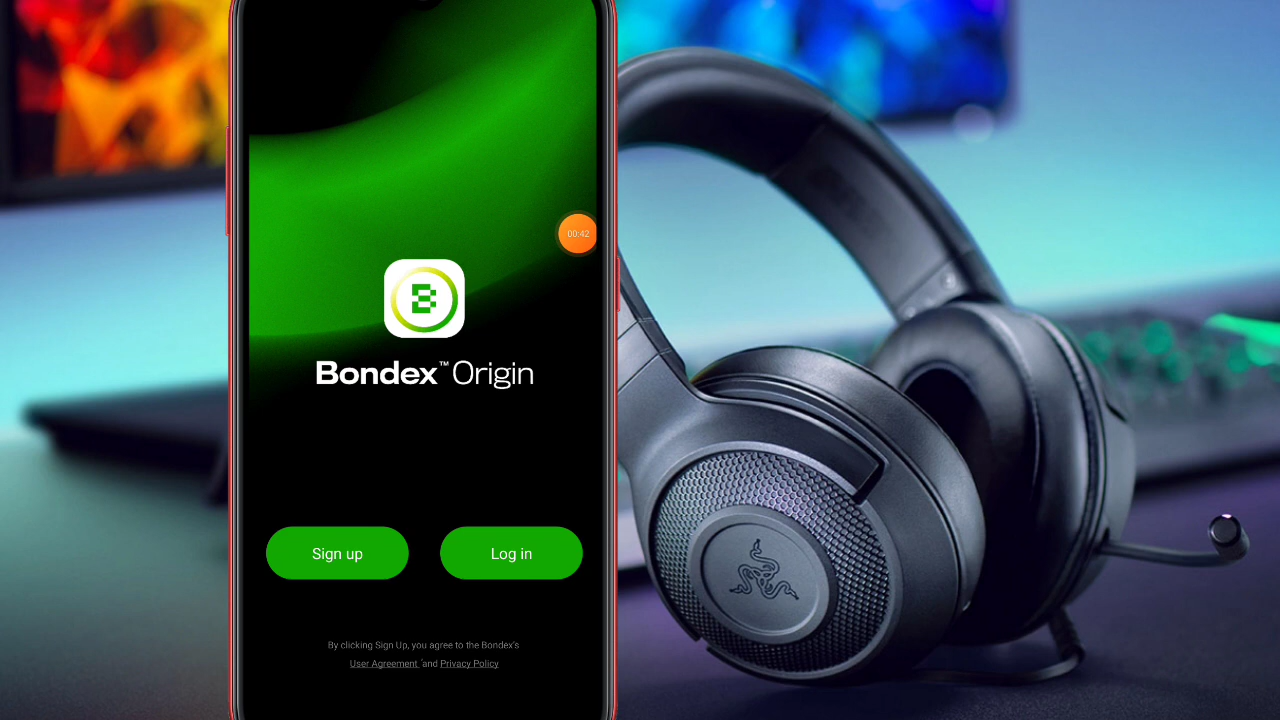 00:42
Bondex™ Origin
Sign up
Log in
By clicking Sign Up, you agree to the Bondex's
User Agreement and Privacy Policy